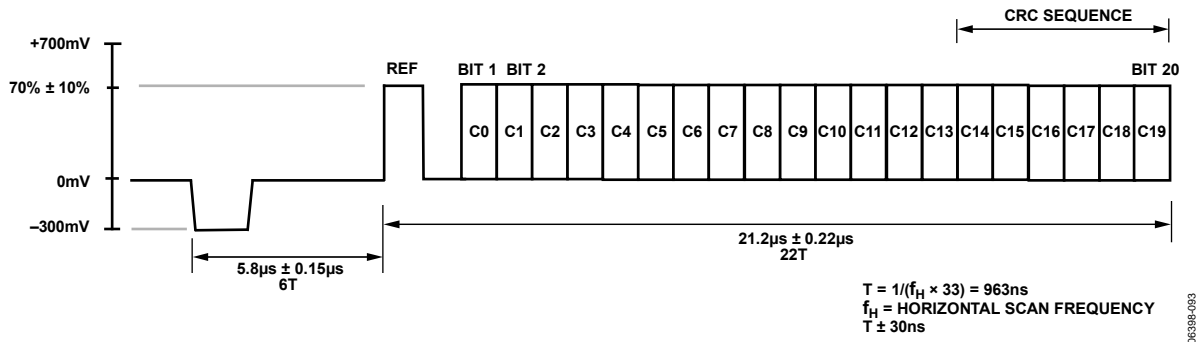 CRC SEQUENCE
+700mV
REF
BIT 1 BIT 2
BIT 20
70% ± 10%
C0 C1 C2 C3 C4 C5 C6 C7 C8 C9 C10 C11 C12 C13 C14 C15 C16 C17 C18 C19
0mV
–300mV
21.2µs ± 0.22µs
22T
5.8µs ± 0.15µs
6T
T = 1/(fH × 33) = 963ns
fH = HORIZONTAL SCAN FREQUENCY
T ± 30ns
06398-093